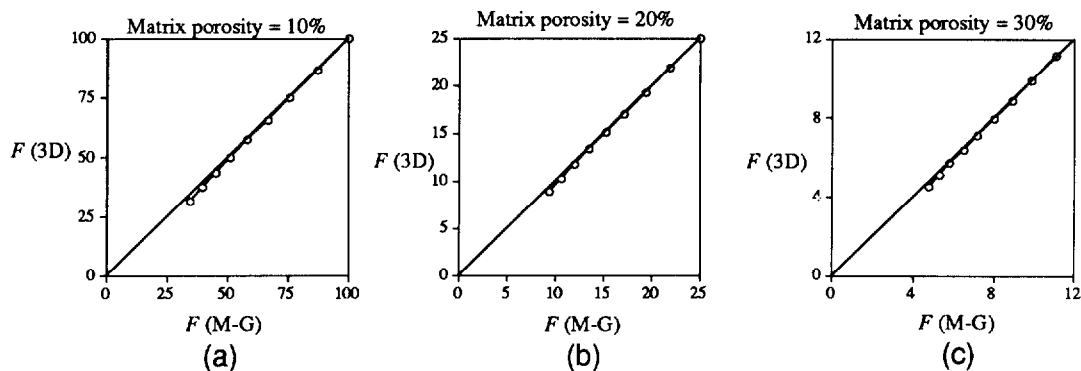 Matrix porosity = 10%
100
75
50
25
0
F (3D)
0 25 50 75 100
F (M-G)
(a)
Matrix porosity = 20%
25
20
15
10
5
0
F (3D)
0 5 10 15 20 25
F (M-G)
(b)
Matrix porosity = 30%
12
8
4
0
F (3D)
0 4 8 12
F (M-G)
(c)